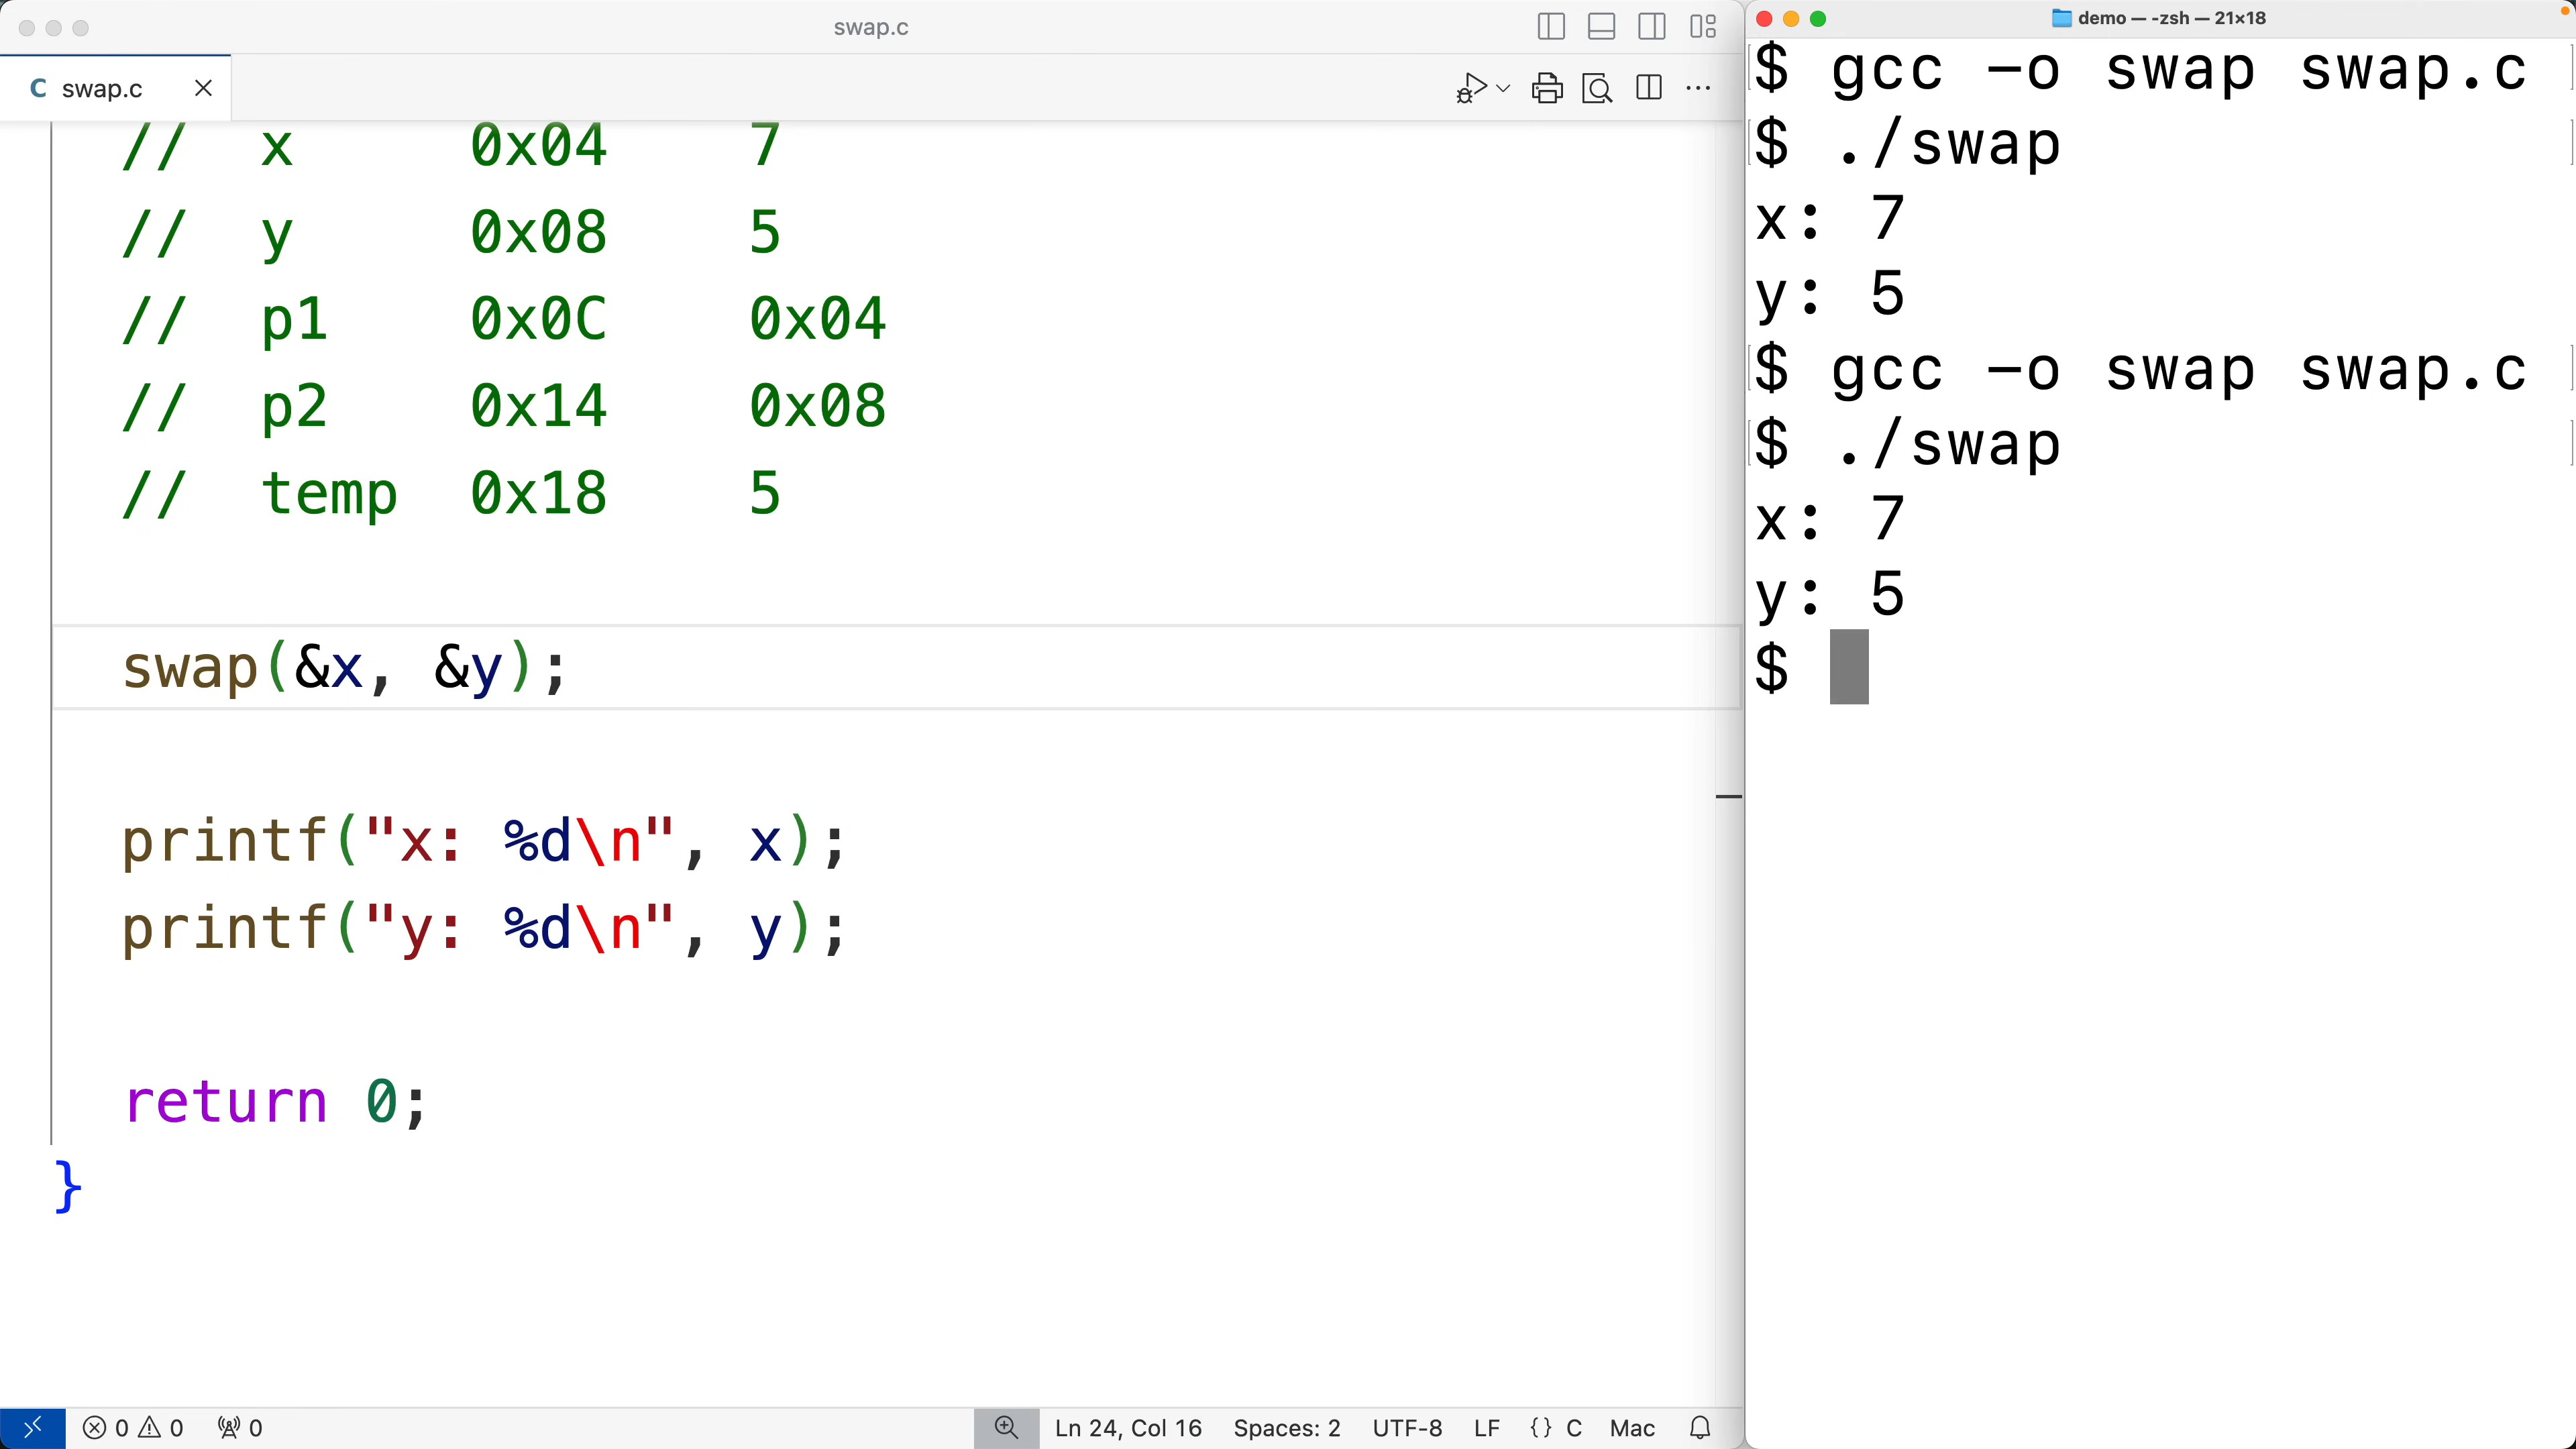 swap.c
C swap.c
//  x     0x04    7
//  y     0x08    5
//  p1    0x0C    0x04
//  p2    0x14    0x08
//  temp  0x18    5
swap(&x, &y);
printf("x: %d\n", x);
printf("y: %d\n", y);
return 0;
}
0 0 0 Ln 24, Col 16 Spaces: 2 UTF-8 LF {} C Mac
demo — -zsh — 21×18
$ gcc -o swap swap.c
$ ./swap
x: 7
y: 5
$ gcc -o swap swap.c
$ ./swap
x: 7
y: 5
$